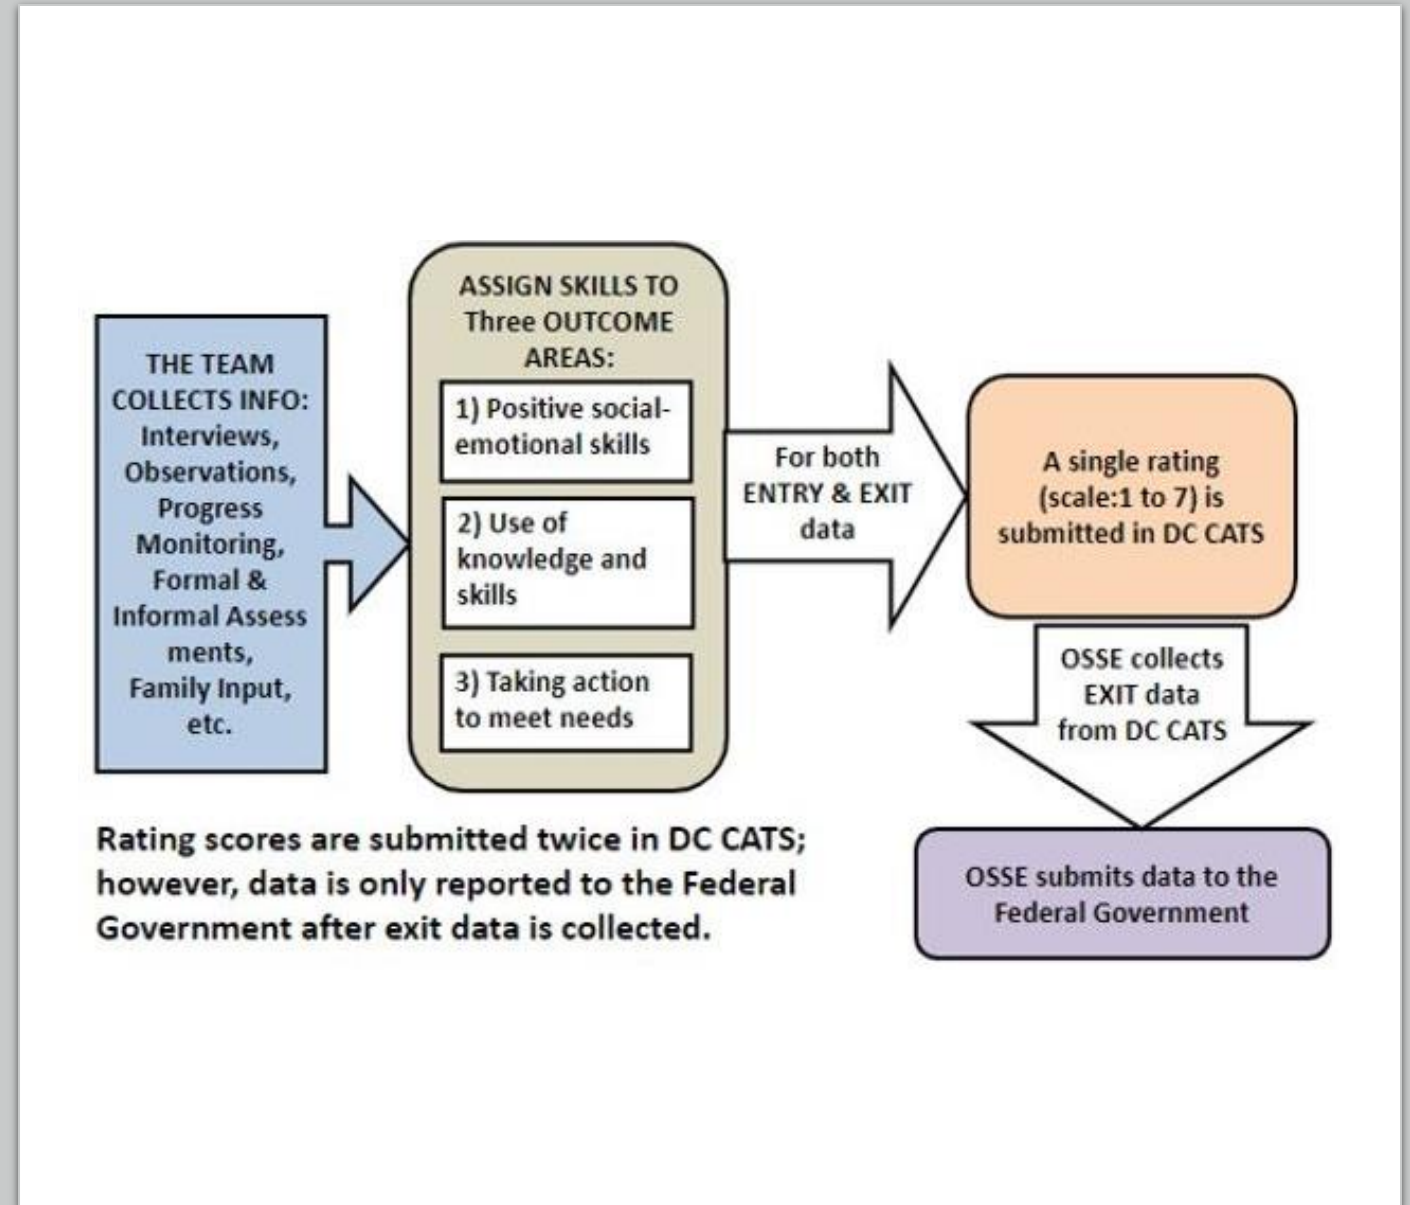 THE TEAM
COLLECTS INFO:
Interviews,
Observations,
Progress
Monitoring,
Formal &
Informal Assess
ments,
Family Input,
etc.
ASSIGN SKILLS TO
Three OUTCOME
AREAS:
1) Positive social-
emotional skills
2) Use of
knowledge and
skills
3) Taking action
to meet needs
For both
ENTRY & EXIT
data
A single rating
(scale:1 to 7) is
submitted in DC CATS
OSSE collects
EXIT data
from DC CATS
OSSE submits data to the
Federal Government
Rating scores are submitted twice in DC CATS;
however, data is only reported to the Federal
Government after exit data is collected.